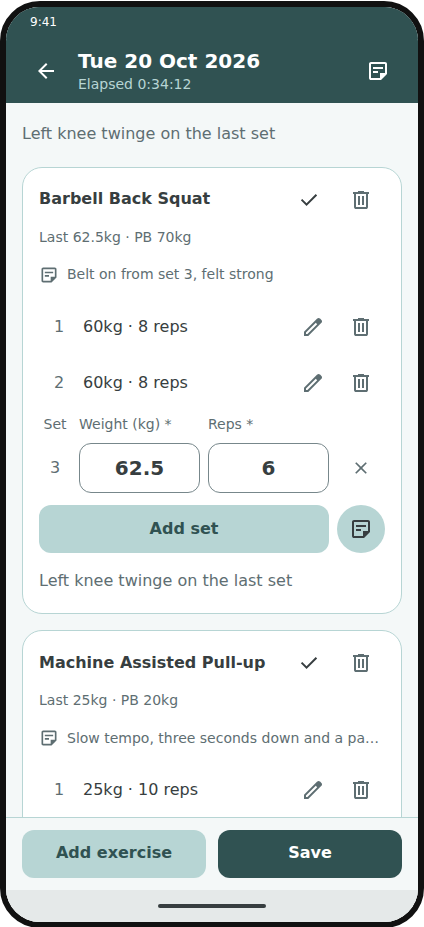 9:41
Tue 20 Oct 2026
Elapsed 0:34:12
Left knee twinge on the last set
Barbell Back Squat
Last 62.5kg · PB 70kg
Belt on from set 3, felt strong
1 60kg · 8 reps
2 60kg · 8 reps
Set Weight (kg) * Reps *
3 62.5 6
Add set
Left knee twinge on the last set
Machine Assisted Pull-up
Last 25kg · PB 20kg
Slow tempo, three seconds down and a pa…
1 25kg · 10 reps
Add exercise Save